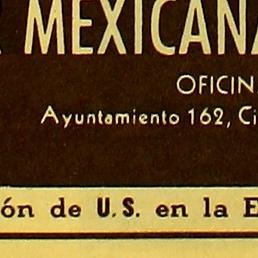 MEXICANA
OFICIN
Ayuntamiento 162, Ci
ón de U.S. en la E